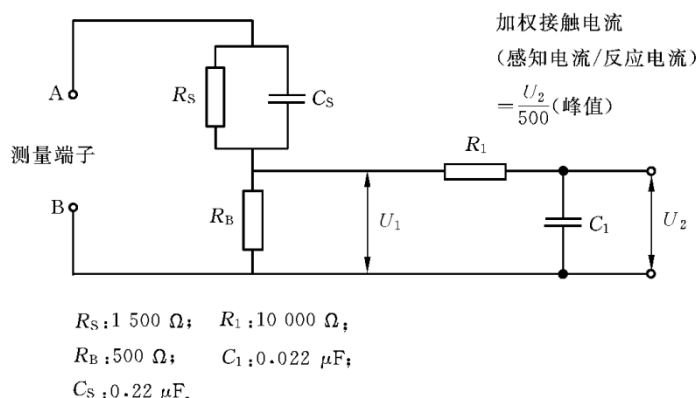 加权接触电流
(感知电流/反应电流)
=U₂/500(峰值)
A
R_S
C_S
测量端子
R_1
B
R_B
U_1
C_1
U_2
R_S:1 500 Ω; R_1:10 000 Ω;
R_B:500 Ω; C_1:0.022 μF;
C_S:0.22 μF。